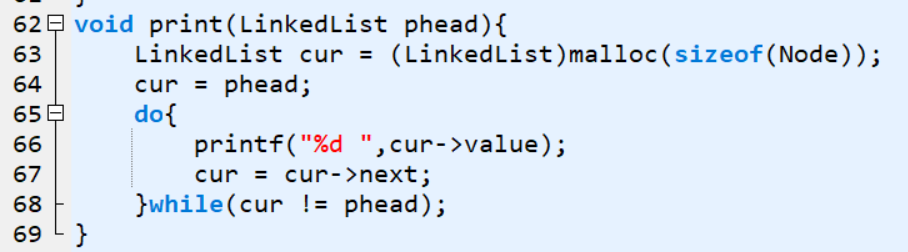 62 void print(LinkedList phead){
63     LinkedList cur = (LinkedList)malloc(sizeof(Node));
64     cur = phead;
65     do{
66         printf("%d ",cur->value);
67         cur = cur->next;
68     }while(cur != phead);
69 }